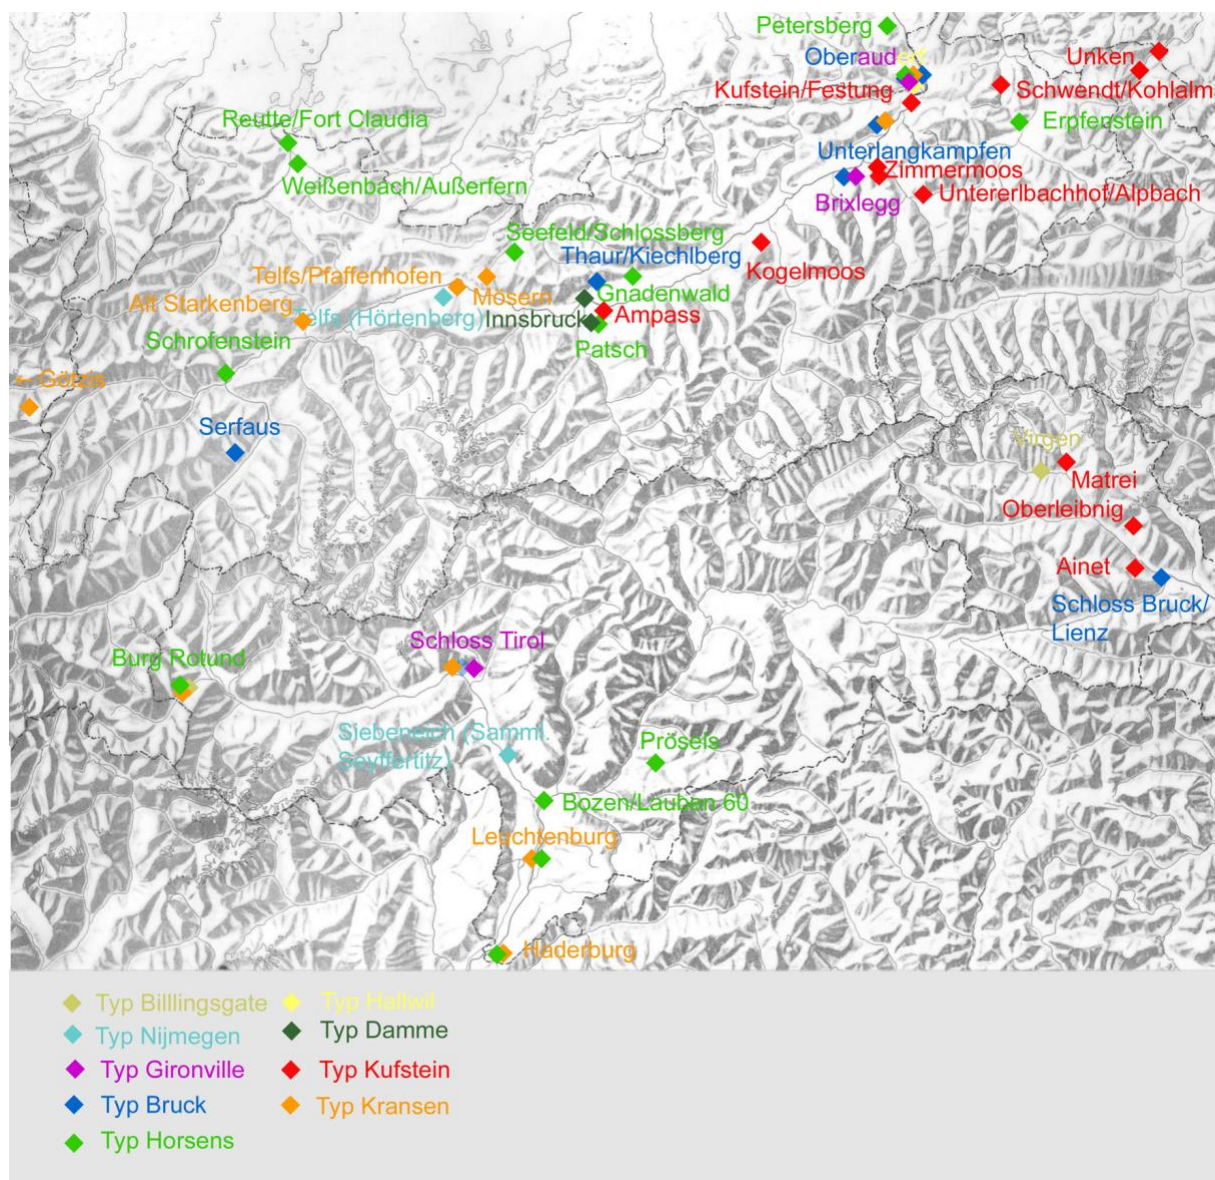 Petersberg
Oberaudorf
Unken
Kufstein/Festung
Schwendt/Kohlalm
Reutte/Fort Claudia
Erpfenstein
Unterlangkampfen
Zimmermoos
Weißenbach/Außerfern
Brixlegg
Untererlbachhof/Alpbach
Seefeld/Schlossberg
Thaur/Kiechlberg
Telfs/Pfaffenhofen
Kogelmoos
Gnadenwald
Mösern
Alt Starkenberg
Telfs (Hörtenberg)
Innsbruck
Ampass
Schrofenstein
Patsch
← Götzis
Serfaus
Virgen
Matrei
Oberleibnig
Ainet
Schloss Bruck/
Lienz
Schloss Tirol
Burg Rotund
Siebeneich (Samml.
Seyffertitz)
Prösels
Bozen/Lauben 60
Leuchtenburg
Haderburg
Typ Billlingsgate
Typ Hallwil
Typ Nijmegen
Typ Damme
Typ Gironville
Typ Kufstein
Typ Bruck
Typ Kransen
Typ Horsens